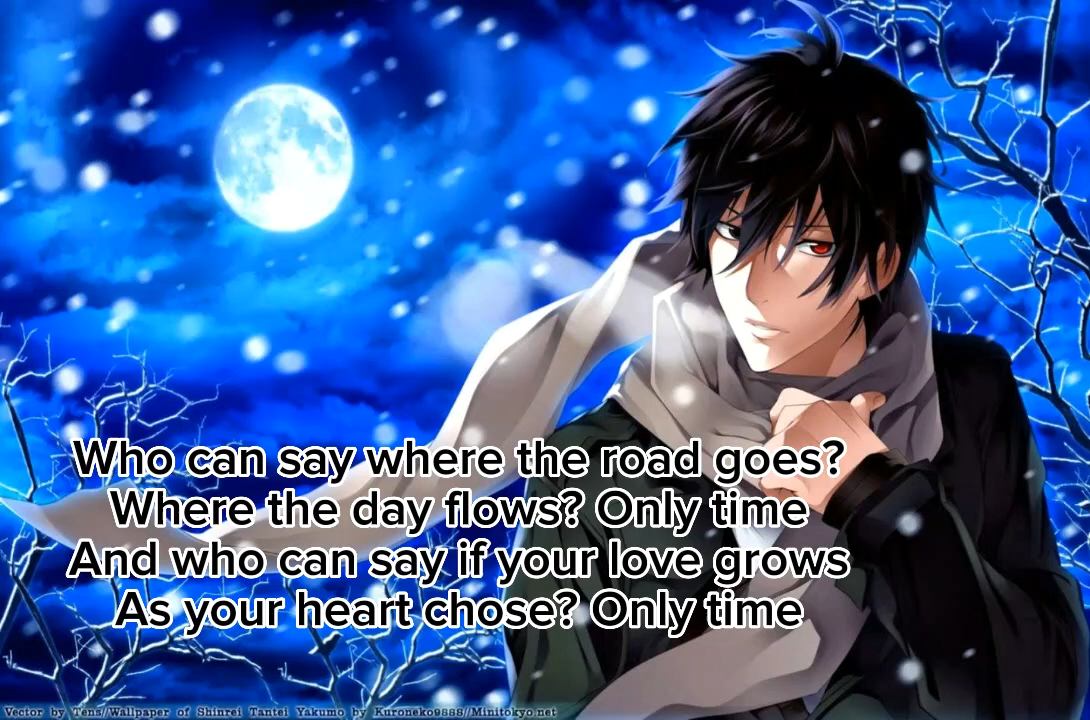 Who can say where the road goes?
Where the day flows? Only time
And who can say if your love grows
As your heart chose? Only time
Vector by Tens//Wallpaper of Shinrei Tantei Yakumo by Kuroneko9888//Minitokyo.net